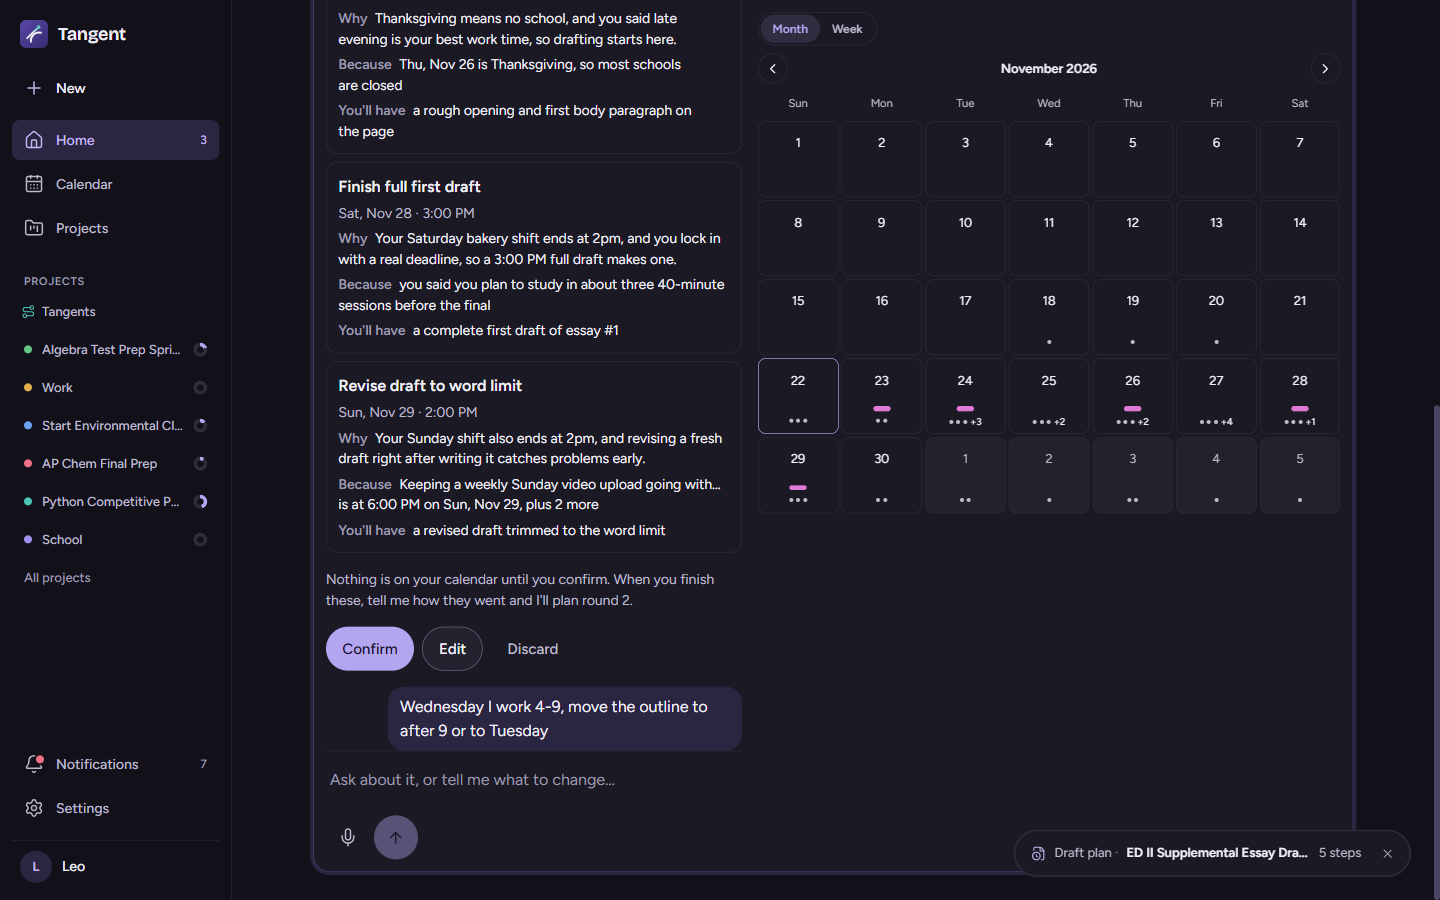 Tangent
New
Home 3
Calendar
Projects
PROJECTS
Tangents
Algebra Test Prep Spri...
Work
Start Environmental Cl...
AP Chem Final Prep
Python Competitive P...
School
All projects
Notifications 7
Settings
L Leo
Why Thanksgiving means no school, and you said late
evening is your best work time, so drafting starts here.
Because Thu, Nov 26 is Thanksgiving, so most schools
are closed
You'll have a rough opening and first body paragraph on
the page
Finish full first draft
Sat, Nov 28 · 3:00 PM
Why Your Saturday bakery shift ends at 2pm, and you lock in
with a real deadline, so a 3:00 PM full draft makes one.
Because you said you plan to study in about three 40-minute
sessions before the final
You'll have a complete first draft of essay #1
Revise draft to word limit
Sun, Nov 29 · 2:00 PM
Why Your Sunday shift also ends at 2pm, and revising a fresh
draft right after writing it catches problems early.
Because Keeping a weekly Sunday video upload going with...
is at 6:00 PM on Sun, Nov 29, plus 2 more
You'll have a revised draft trimmed to the word limit
Nothing is on your calendar until you confirm. When you finish
these, tell me how they went and I'll plan round 2.
Confirm Edit Discard
Wednesday I work 4-9, move the outline to
after 9 or to Tuesday
Ask about it, or tell me what to change...
Month Week
November 2026
Sun Mon Tue Wed Thu Fri Sat
1 2 3 4 5 6 7
8 9 10 11 12 13 14
15 16 17 18 19 20 21
22 23 24 25 26 27 28
+3 +2 +2 +4 +1
29 30 1 2 3 4 5
Draft plan · ED II Supplemental Essay Dra... 5 steps